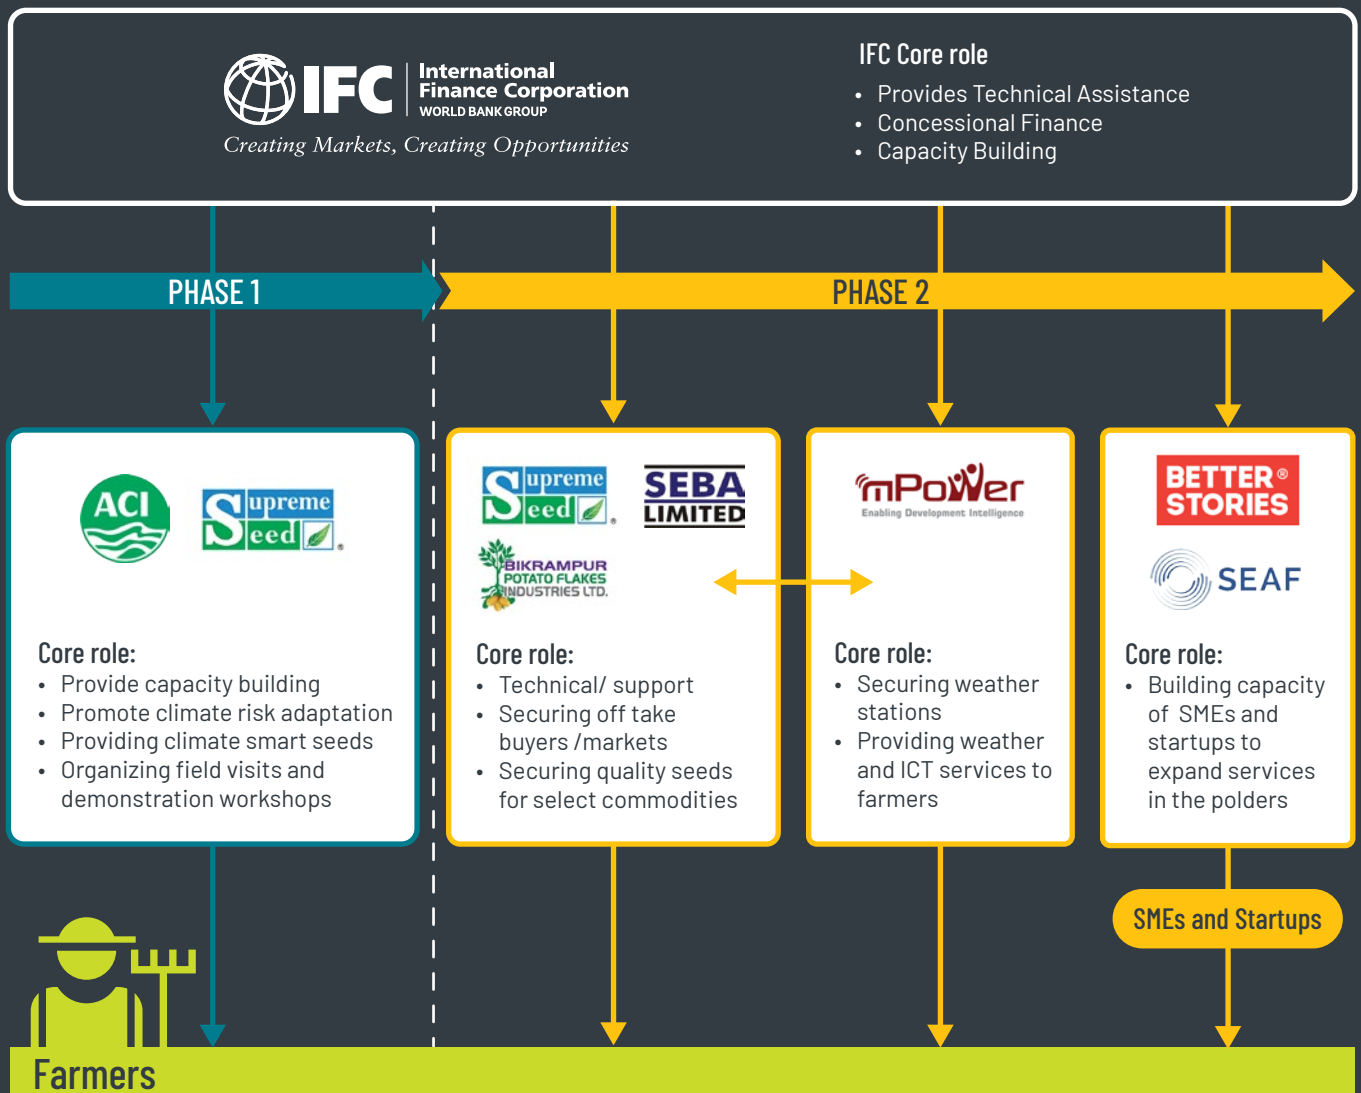 IFC
International
Finance Corporation
WORLD BANK GROUP
Creating Markets, Creating Opportunities
IFC Core role
• Provides Technical Assistance
• Concessional Finance
• Capacity Building
PHASE 1
PHASE 2
ACI
Supreme
Seed ®
Core role:
• Provide capacity building
• Promote climate risk adaptation
• Providing climate smart seeds
• Organizing field visits and
demonstration workshops
Supreme
Seed ®
SEBA
LIMITED
BIKRAMPUR
POTATO FLAKES
INDUSTRIES LTD.
Core role:
• Technical/ support
• Securing off take
buyers /markets
• Securing quality seeds
for select commodities
mPower
Enabling Development Intelligence
Core role:
• Securing weather
stations
• Providing weather
and ICT services to
farmers
BETTER ®
STORIES
SEAF
Core role:
• Building capacity
of SMEs and
startups to
expand services
in the polders
SMEs and Startups
Farmers